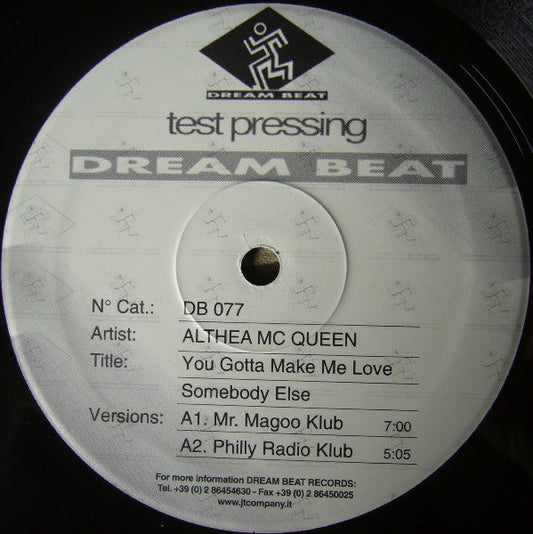 DREAM BEAT
test pressing
DREAM BEAT
N° Cat.: DB 077
Artist: ALTHEA MC QUEEN
Title: You Gotta Make Me Love
Somebody Else
Versions: A1. Mr. Magoo Klub 7:00
A2. Philly Radio Klub 5:05
For more information DREAM BEAT RECORDS:
Tel. +39 (0) 2 86454630 - Fax +39 (0) 2 86450025
www.jtcompany.it